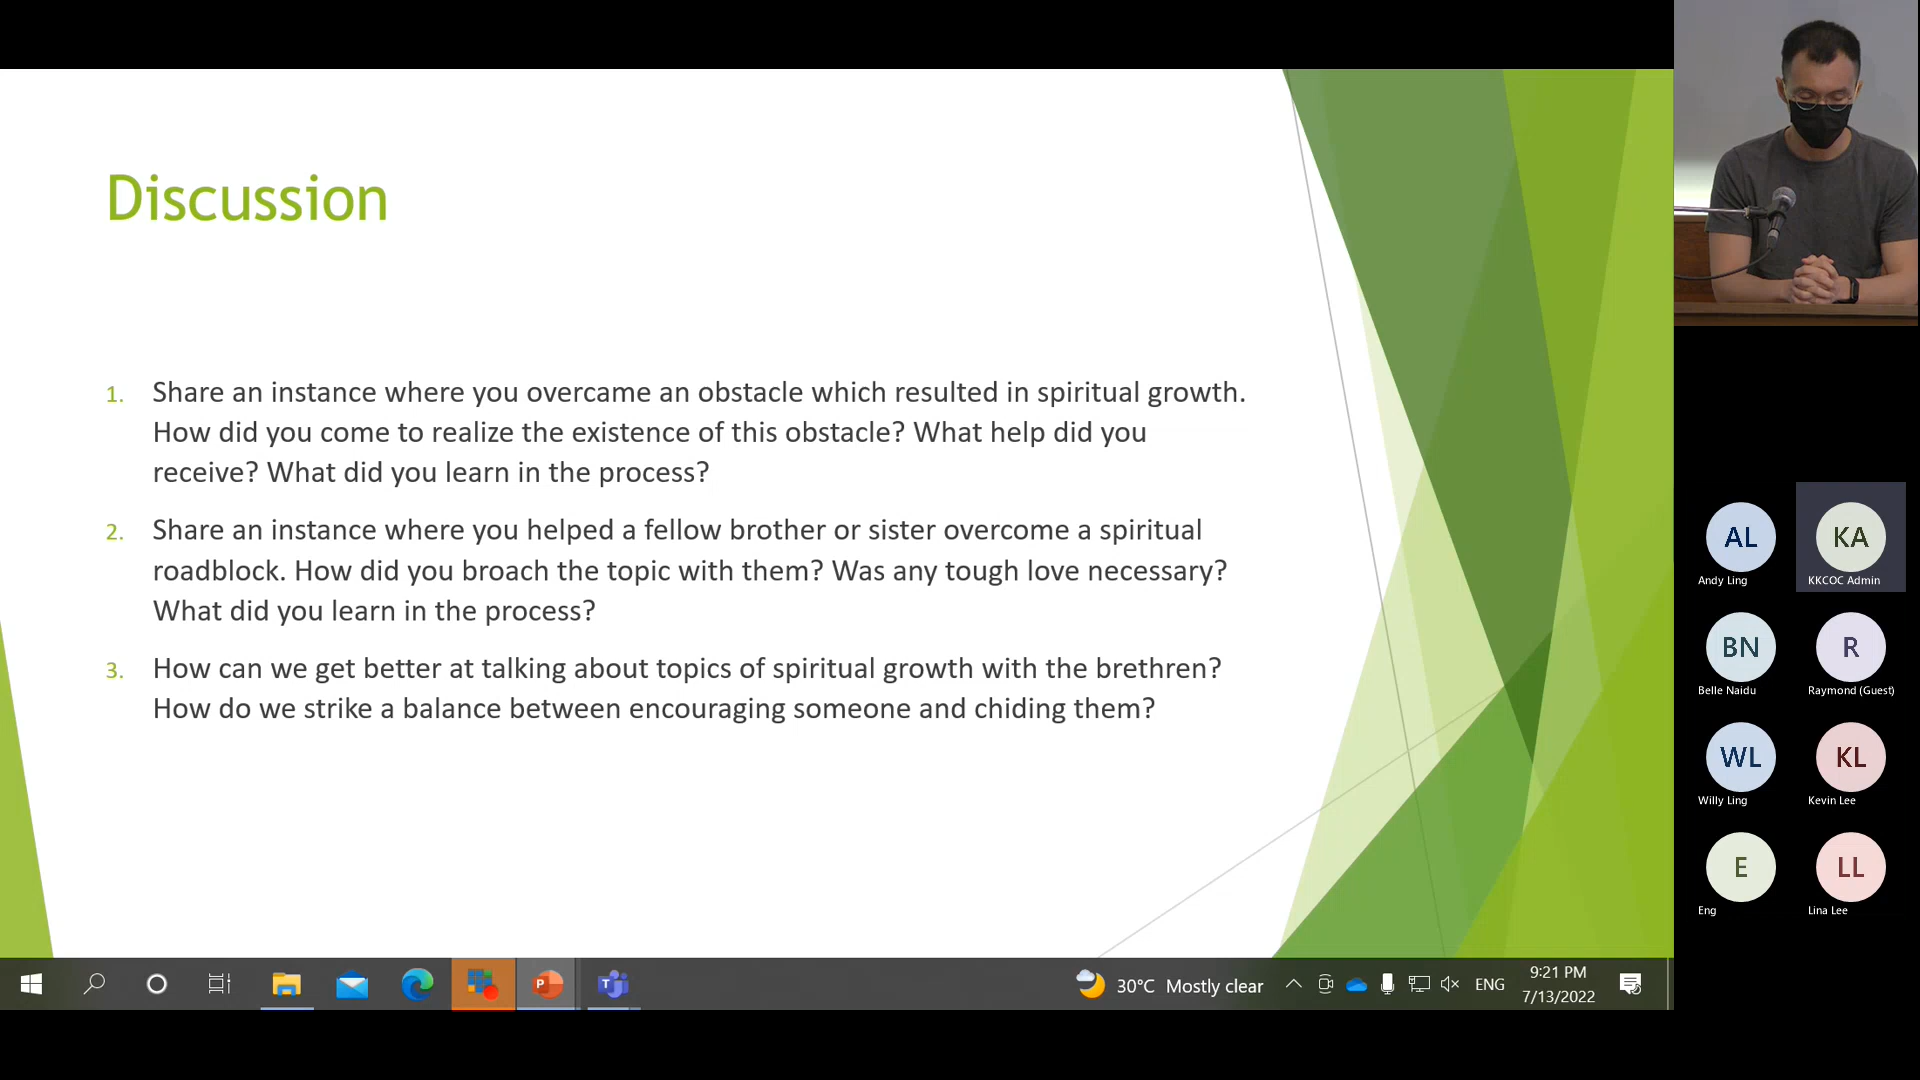 Discussion
1. Share an instance where you overcame an obstacle which resulted in spiritual growth.
How did you come to realize the existence of this obstacle? What help did you
receive? What did you learn in the process?
2. Share an instance where you helped a fellow brother or sister overcome a spiritual
roadblock. How did you broach the topic with them? Was any tough love necessary?
What did you learn in the process?
3. How can we get better at talking about topics of spiritual growth with the brethren?
How do we strike a balance between encouraging someone and chiding them?
AL
Andy Ling
KA
KKCOC Admin
BN
Belle Naidu
R
Raymond (Guest)
WL
Willy Ling
KL
Kevin Lee
E
Eng
LL
Lina Lee
P
T
30°C Mostly clear
ENG
9:21 PM
7/13/2022